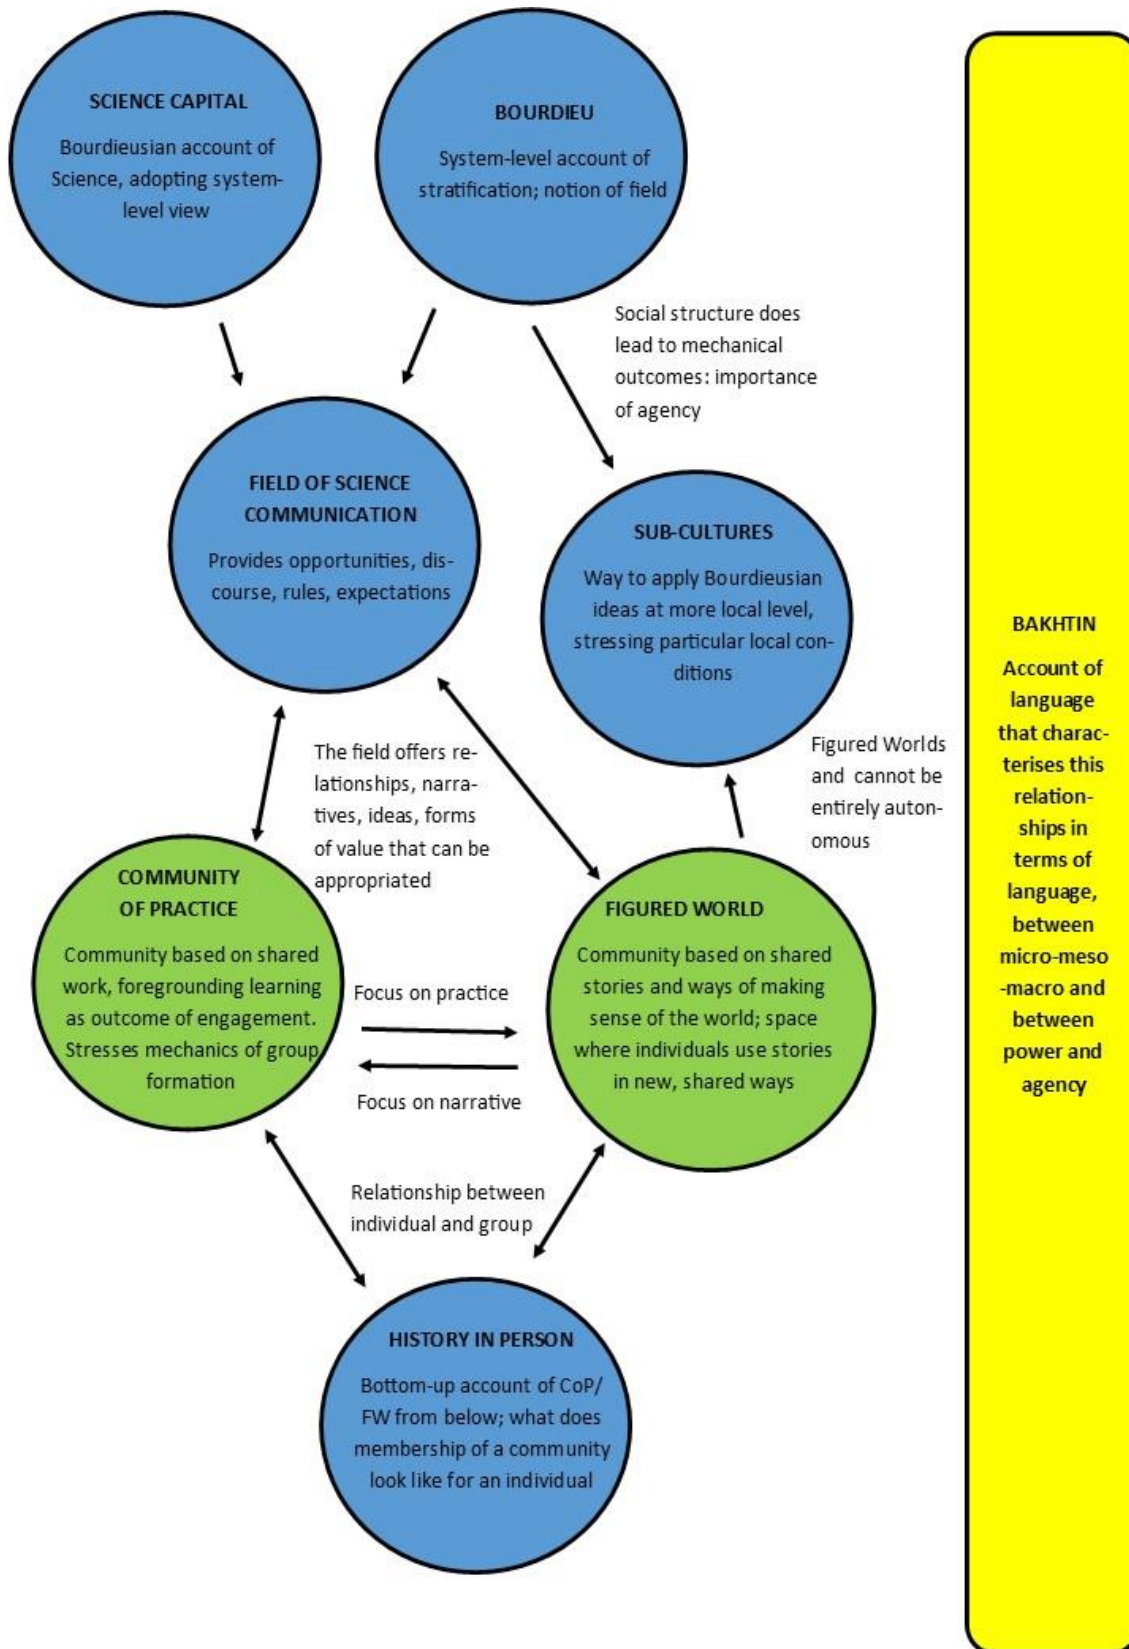 SCIENCE CAPITAL
Bourdieusian account of
Science, adopting system-
level view
BOURDIEU
System-level account of
stratification; notion of field
Social structure does
lead to mechanical
outcomes: importance
of agency
FIELD OF SCIENCE
COMMUNICATION
Provides opportunities, dis-
course, rules, expectations
SUB-CULTURES
Way to apply Bourdieusian
ideas at more local level,
stressing particular local con-
ditions
The field offers re-
lationships, narra-
tives, ideas, forms
of value that can be
appropriated
Figured Worlds
and  cannot be
entirely auton-
omous
COMMUNITY
OF PRACTICE
Community based on shared
work, foregrounding learning
as outcome of engagement.
Stresses mechanics of group
formation
Focus on practice
Focus on narrative
FIGURED WORLD
Community based on shared
stories and ways of making
sense of the world; space
where individuals use stories
in new, shared ways
Relationship between
individual and group
HISTORY IN PERSON
Bottom-up account of CoP/
FW from below; what does
membership of a community
look like for an individual
BAKHTIN
Account of
language
that charac-
terises this
relation-
ships in
terms of
language,
between
micro-meso
-macro and
between
power and
agency